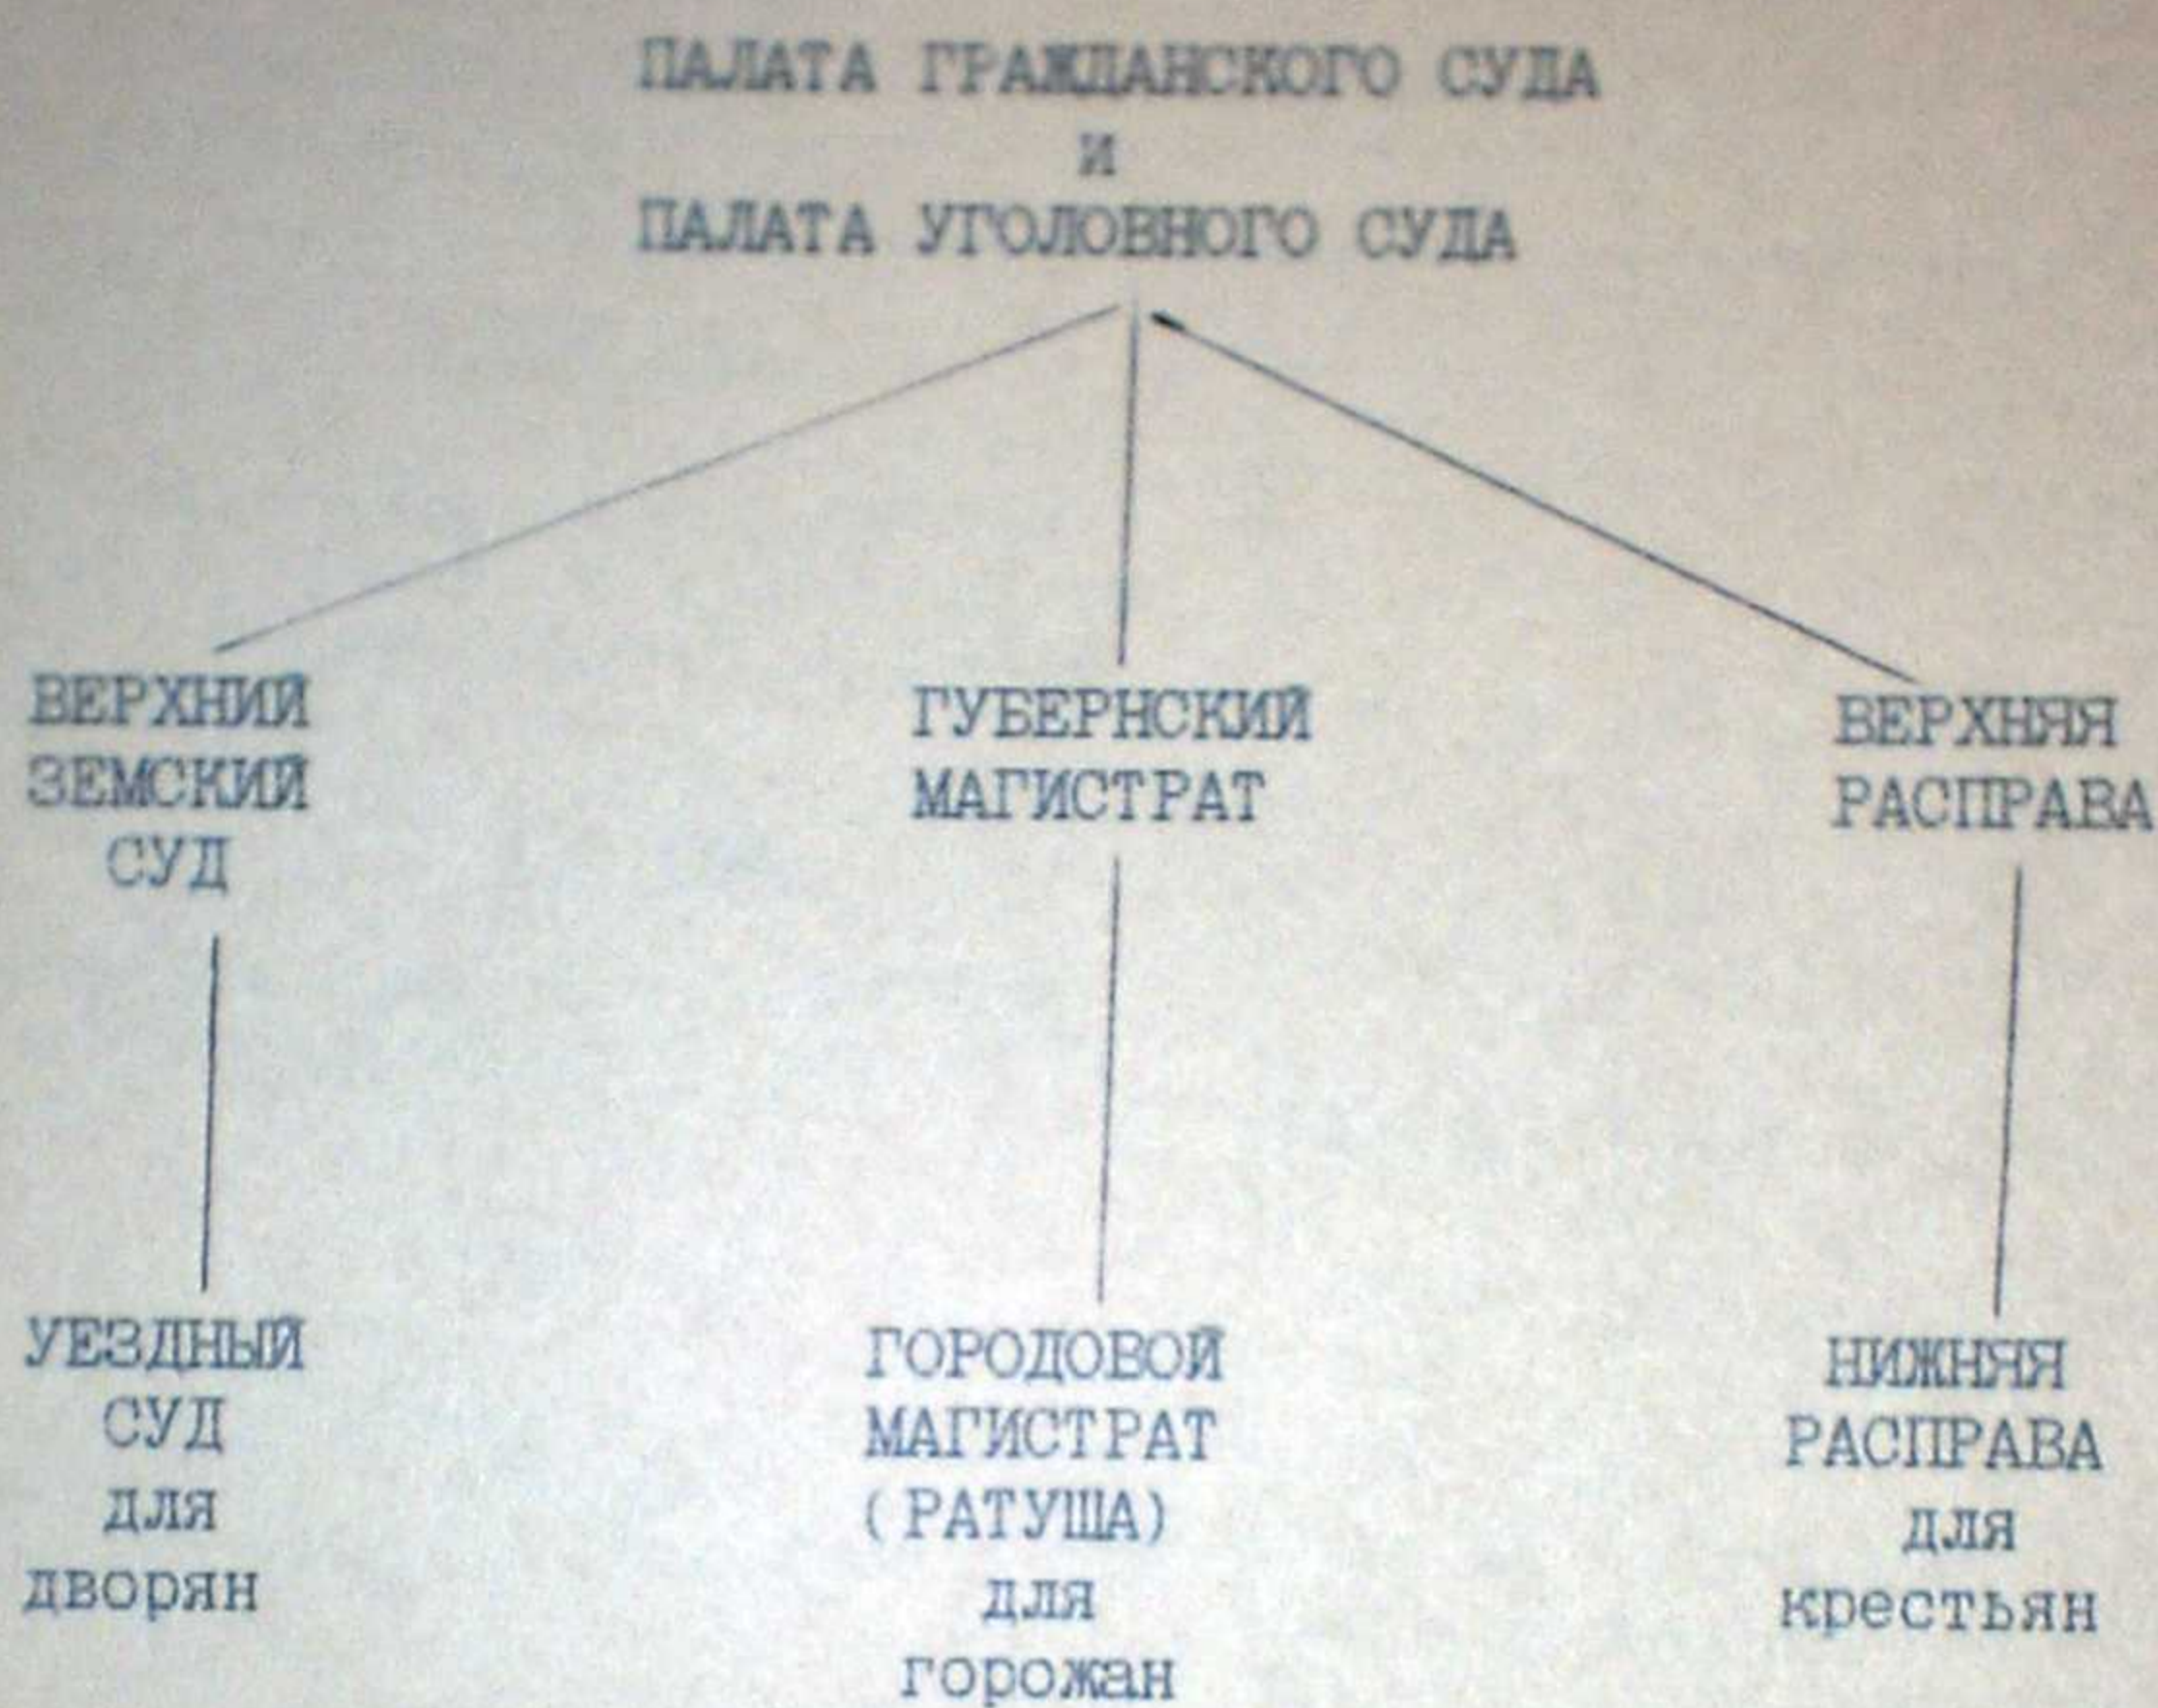 ПАЛАТА ГРАЖДАНСКОГО СУДА
И
ПАЛАТА УГОЛОВНОГО СУДА
ВЕРХНИЙ
ЗЕМСКИЙ
СУД
ГУБЕРНСКИЙ
МАГИСТРАТ
ВЕРХНЯЯ
РАСПРАВА
УЕЗДНЫЙ
СУД
для
дворян
ГОРОДОВОЙ
МАГИСТРАТ
(РАТУША)
для
горожан
НИЖНЯЯ
РАСПРАВА
для
крестьян